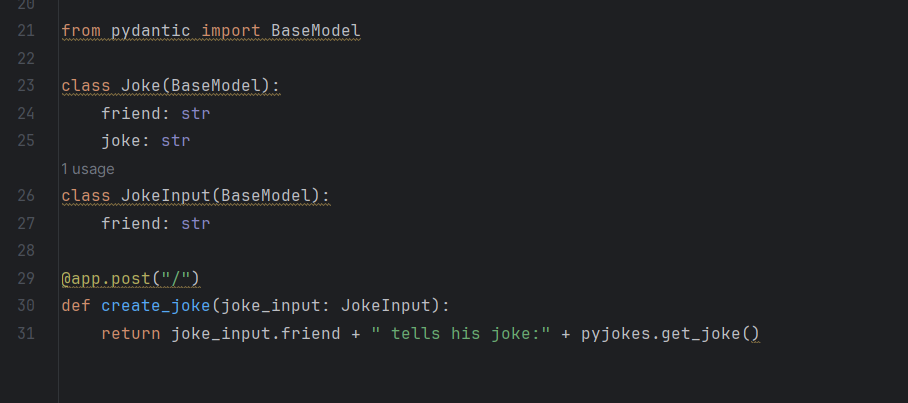 20
21 from pydantic import BaseModel
22
23 class Joke(BaseModel):
24     friend: str
25     joke: str
1 usage
26 class JokeInput(BaseModel):
27     friend: str
28
29 @app.post("/")
30 def create_joke(joke_input: JokeInput):
31     return joke_input.friend + " tells his joke:" + pyjokes.get_joke()